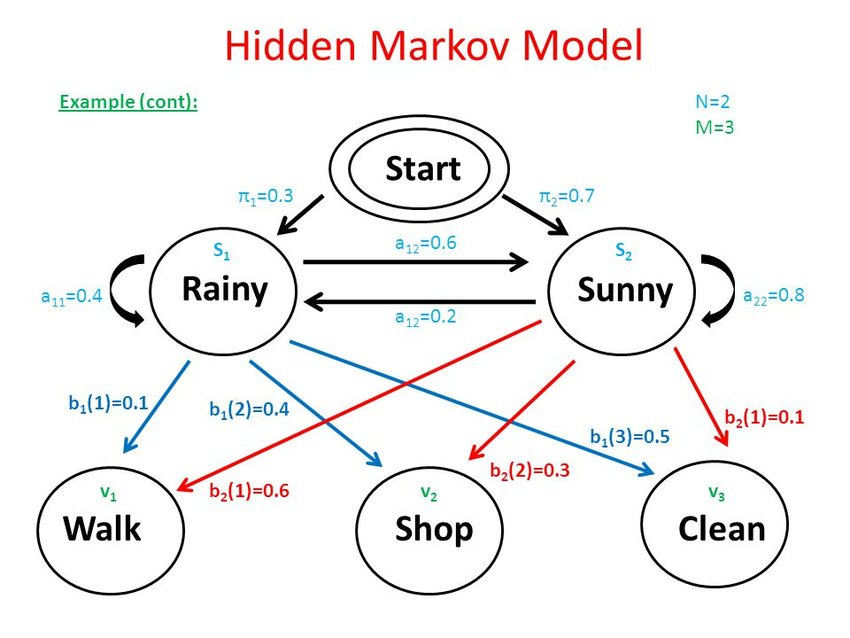 Hidden Markov Model
Example (cont):
N=2
M=3
Start
π₁=0.3
π₂=0.7
S₁
Rainy
a₁₂=0.6
S₂
Sunny
a₁₁=0.4
a₁₂=0.2
a₂₂=0.8
b₁(1)=0.1
b₁(2)=0.4
b₁(3)=0.5
b₂(1)=0.1
b₂(1)=0.6
b₂(2)=0.3
v₁
Walk
v₂
Shop
v₃
Clean